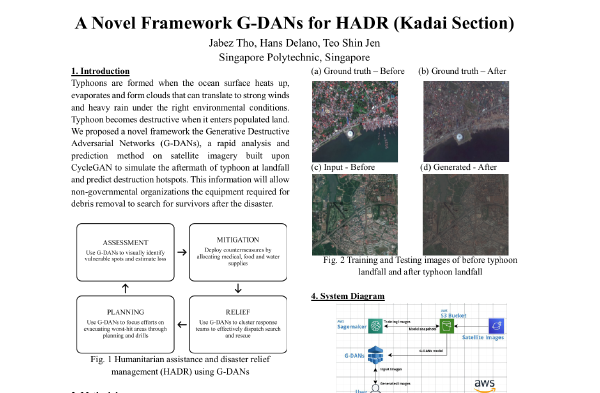 A Novel Framework G-DANs for HADR (Kadai Section)
Jabez Tho, Hans Delano, Teo Shin Jen
Singapore Polytechnic, Singapore
1. Introduction
Typhoons are formed when the ocean surface heats up,
evaporates and form clouds that can translate to strong winds
and heavy rain under the right environmental conditions.
Typhoon becomes destructive when it enters populated land.
We proposed a novel framework the Generative Destructive
Adversarial Networks (G-DANs), a rapid analysis and
prediction method on satellite imagery built upon
CycleGAN to simulate the aftermath of typhoon at landfall
and predict destruction hotspots. This information will allow
non-governmental organizations the equipment required for
debris removal to search for survivors after the disaster.
ASSESSMENT
Use G-DANs to visually identify
vulnerable spots and estimate loss
MITIGATION
Deploy countermeasures by
allocating medical, food and water
supplies
PLANNING
Use G-DANs to focus efforts on
evacuating worst-hit areas through
planning and drills
RELIEF
Use G-DANs to cluster response
teams to effectively dispatch search
and rescue
Fig. 1 Humanitarian assistance and disaster relief
management (HADR) using G-DANs
(a) Ground truth – Before
(b) Ground truth – After
(c) Input - Before
(d) Generated - After
Fig. 2 Training and Testing images of before typhoon
landfall and after typhoon landfall
4. System Diagram
Sagemaker
Training Images
S3 Bucket
Satellite Images
G-DANs
G-DANs model
Input Images
Generated Images
User
aws